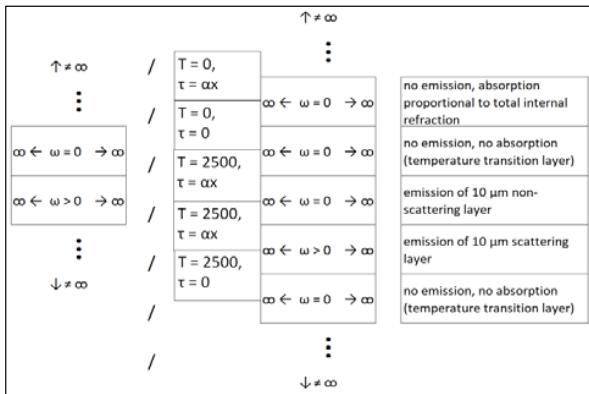 ↑ ≠ ∞
⋮
∞ ← ω = 0 → ∞
∞ ← ω > 0 → ∞
⋮
↓ ≠ ∞
/
/
/
/
/
/
/
T = 0,
τ = αx
T = 0,
τ = 0
T = 2500,
τ = αx
T = 2500,
τ = αx
T = 2500,
τ = 0
↑ ≠ ∞
⋮
∞ ← ω = 0 → ∞
∞ ← ω = 0 → ∞
∞ ← ω = 0 → ∞
∞ ← ω > 0 → ∞
∞ ← ω = 0 → ∞
⋮
↓ ≠ ∞
no emission, absorption
proportional to total internal
refraction
no emission, no absorption
(temperature transition layer)
emission of 10 μm non-
scattering layer
emission of 10 μm scattering
layer
no emission, no absorption
(temperature transition layer)